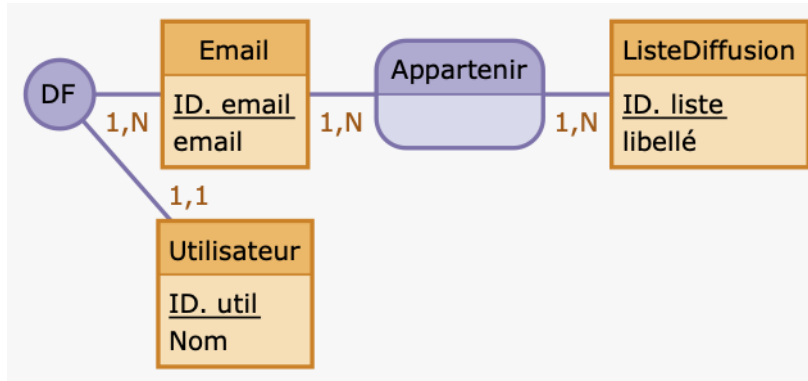 Email
ListeDiffusion
Appartenir
DF
ID. email
ID. liste
1,N
email
1,N
1,N
libellé
1,1
Utilisateur
ID. util
Nom